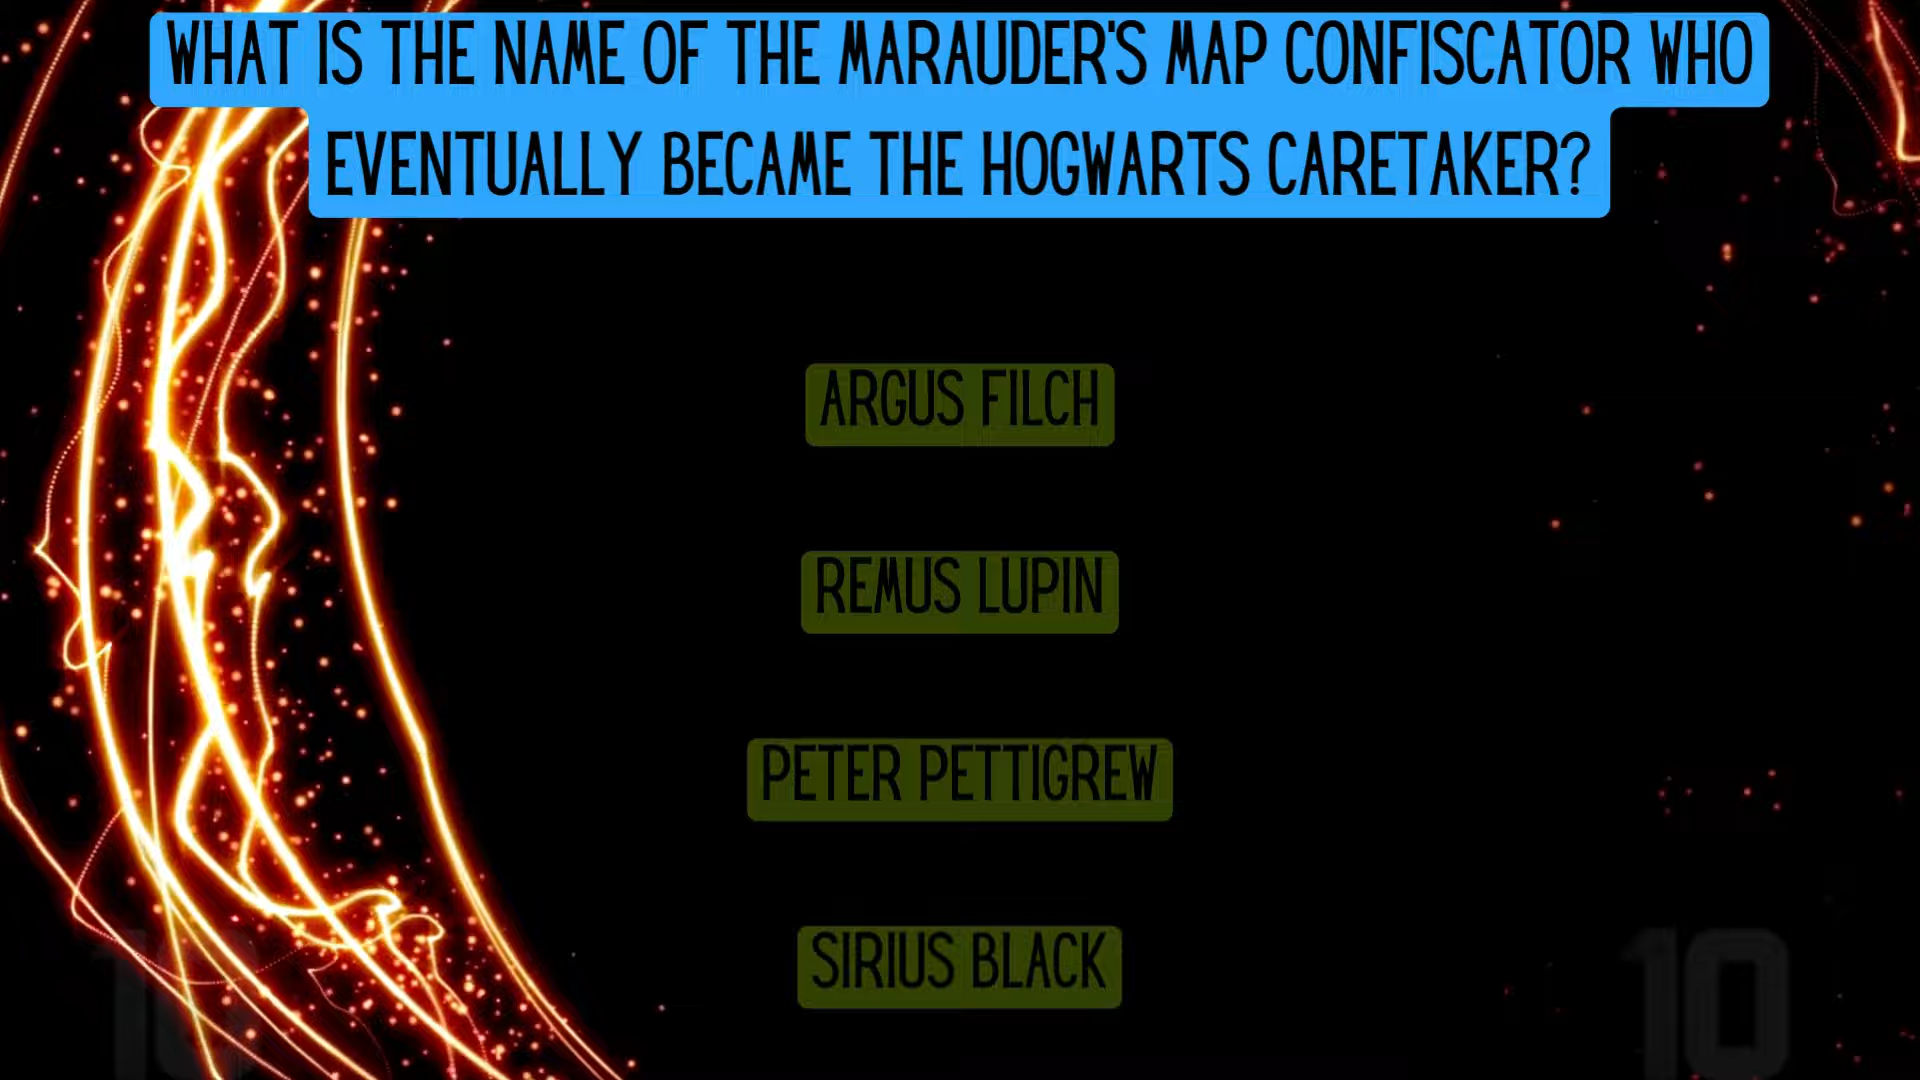 WHAT IS THE NAME OF THE MARAUDER'S MAP CONFISCATOR WHO
EVENTUALLY BECAME THE HOGWARTS CARETAKER?
ARGUS FILCH
REMUS LUPIN
PETER PETTIGREW
SIRIUS BLACK
10 10